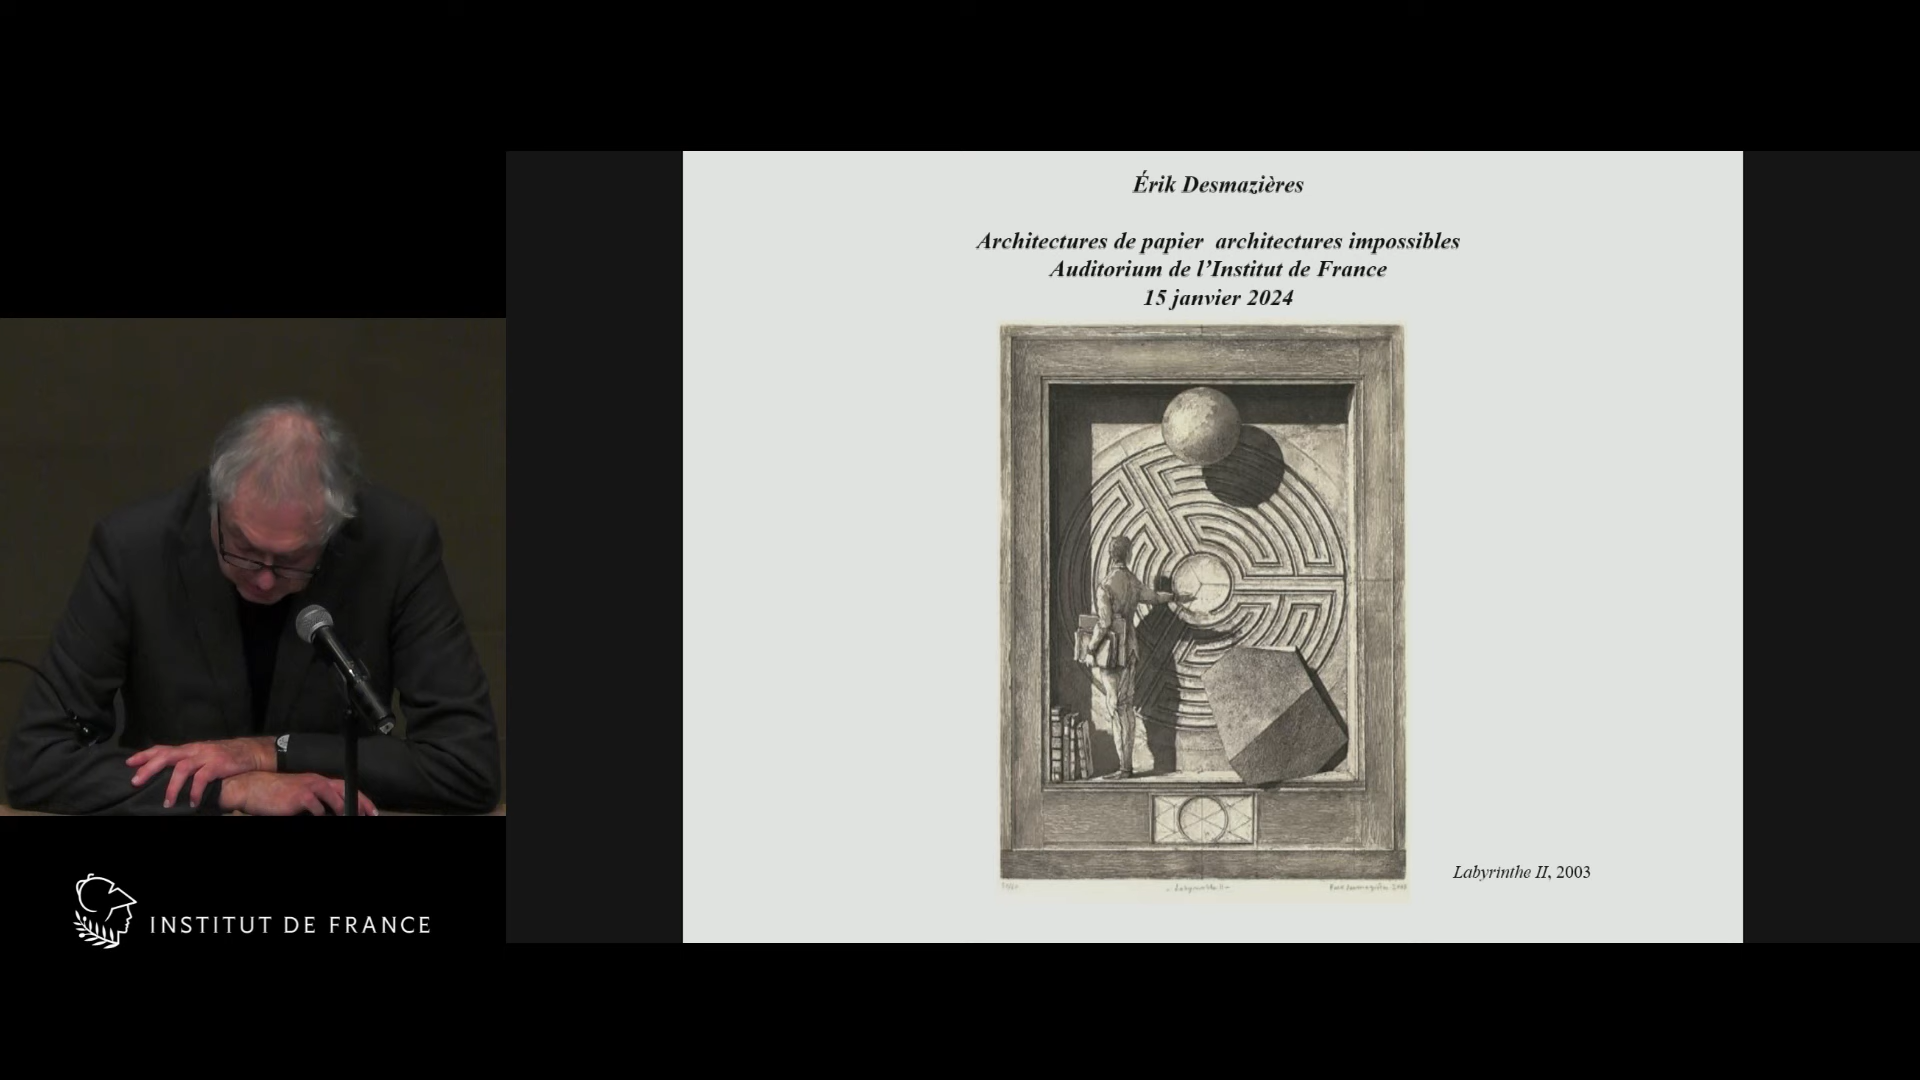 Érik Desmazières
Architectures de papier architectures impossibles
Auditorium de l'Institut de France
15 janvier 2024
Labyrinthe II, 2003
INSTITUT DE FRANCE